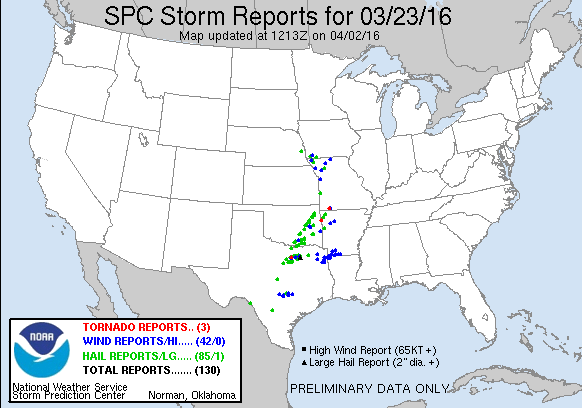 SPC Storm Reports for 03/23/16
Map updated at 1213Z on 04/02/16
NOAA
TORNADO REPORTS.. (3)
WIND REPORTS/HI..... (42/0)
HAIL REPORTS/LG..... (85/1)
TOTAL REPORTS....... (130)
National Weather Service
Storm Prediction Center Norman, Oklahoma
High Wind Report (65KT +)
Large Hail Report (2" dia. +)
PRELIMINARY DATA ONLY